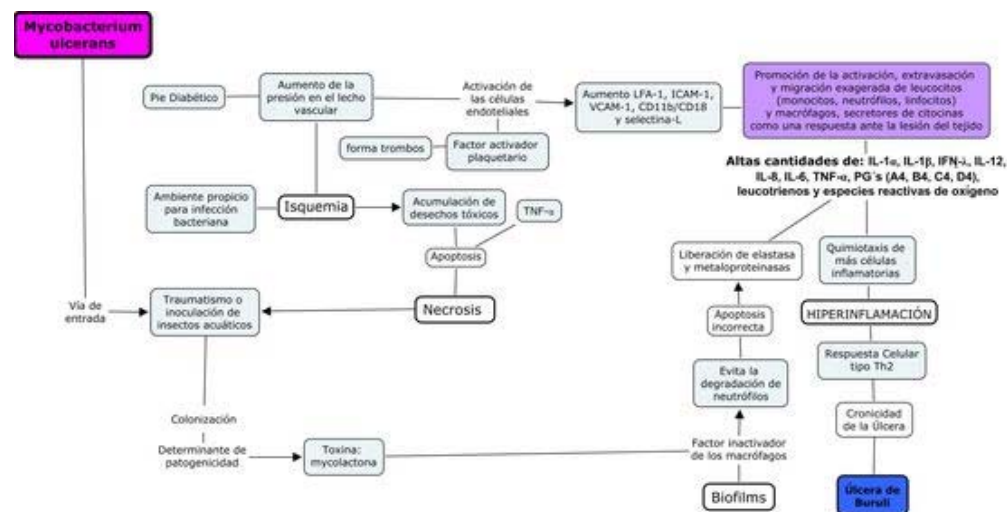 Mycobacterium
ulcerans
Pie Diabético
Aumento de la
presión en el lecho
vascular
Activación de
las células
endoteliales
Aumento LFA-1, ICAM-1,
VCAM-1, CD11b/CD18
y selectina-L
Promoción de la activación, extravasación
y migración exagerada de leucocitos
(monocitos, neutrófilos, linfocitos)
y macrófagos, secretores de citocinas
como una respuesta ante la lesión del tejido
forma trombos
Factor activador
plaquetario
Altas cantidades de: IL-1α, IL-1β, IFN-λ, IL-12,
IL-8, IL-6, TNF-α, PG´s (A4, B4, C4, D4),
leucotrienos y especies reactivas de oxígeno
Ambiente propicio
para infección
bacteriana
Isquemia
Acumulación de
desechos tóxicos
TNF-α
Apoptosis
Necrosis
Liberación de elastasa
y metaloproteinasas
Quimiotaxis de
más células
inflamatorias
Vía de
entrada
Traumatismo o
inoculación de
insectos acuáticos
Apoptosis
incorrecta
HIPERINFLAMACIÓN
Evita la
degradación de
neutrófilos
Respuesta Celular
tipo Th2
Colonización
Cronicidad
de la Úlcera
Determinante de
patogenicidad
Toxina:
mycolactona
Factor inactivador
de los macrófagos
Biofilms
Úlcera de
Buruli